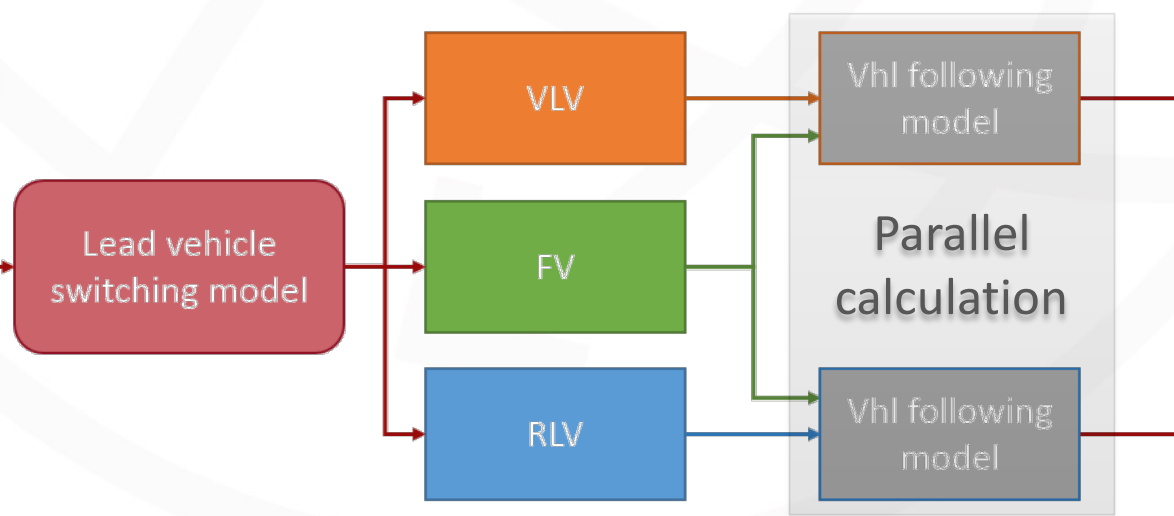 Lead vehicle
switching model
VLV
FV
RLV
Vhl following
model
Parallel
calculation
Vhl following
model